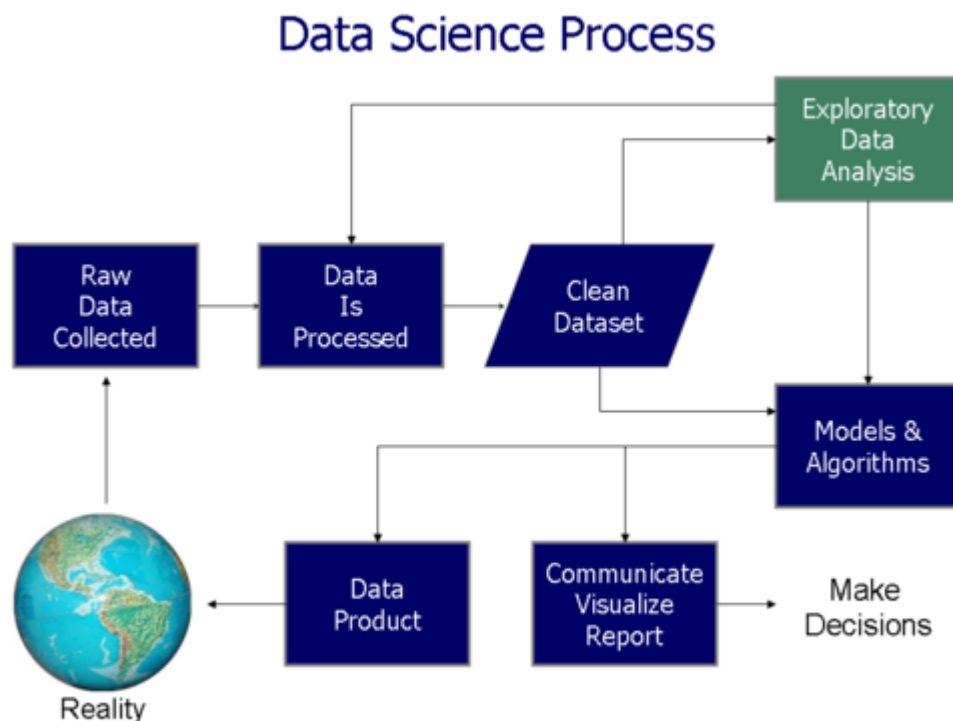 Data Science Process
Exploratory
Data
Analysis
Raw
Data
Collected
Data
Is
Processed
Clean
Dataset
Models &
Algorithms
Data
Product
Communicate
Visualize
Report
Make
Decisions
Reality